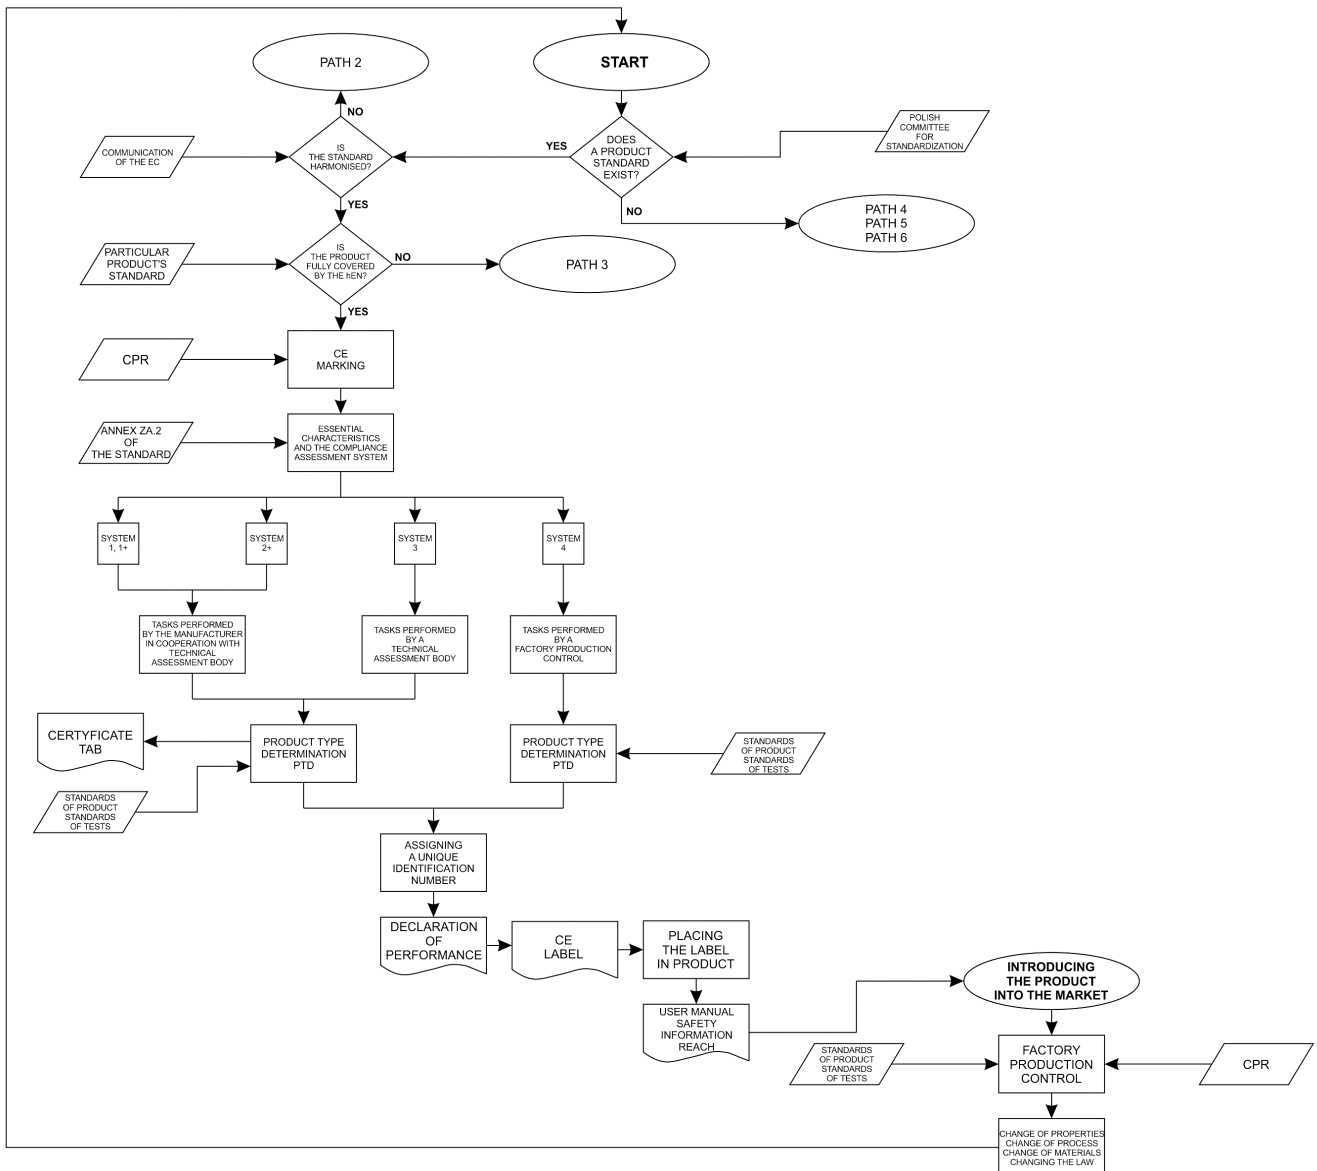 PATH 2
START
NO
POLISH
COMMITTEE
FOR
STANDARDIZATION
COMMUNICATION
OF THE EC
IS
THE STANDARD
HARMONISED?
YES
DOES
A PRODUCT
STANDARD
EXIST?
YES
NO
PATH 4
PATH 5
PATH 6
PARTICULAR
PRODUCT'S
STANDARD
IS
THE PRODUCT
FULLY COVERED
BY THE hEN?
NO
PATH 3
YES
CPR
CE
MARKING
ANNEX ZA.2
OF
THE STANDARD
ESSENTIAL
CHARACTERISTICS
AND THE COMPLIANCE
ASSESSMENT SYSTEM
SYSTEM
1, 1+
SYSTEM
2+
SYSTEM
3
SYSTEM
4
TASKS PERFORMED
BY THE MANUFACTURER
IN COOPERATION WITH
TECHNICAL
ASSESSMENT BODY
TASKS PERFORMED
BY A
TECHNICAL
ASSESSMENT BODY
TASKS PERFORMED
BY A
FACTORY PRODUCTION
CONTROL
CERTYFICATE
TAB
PRODUCT TYPE
DETERMINATION
PTD
PRODUCT TYPE
DETERMINATION
PTD
STANDARDS
OF PRODUCT
STANDARDS
OF TESTS
STANDARDS
OF PRODUCT
STANDARDS
OF TESTS
ASSIGNING
A UNIQUE
IDENTIFICATION
NUMBER
DECLARATION
OF
PERFORMANCE
CE
LABEL
PLACING
THE LABEL
IN PRODUCT
USER MANUAL
SAFETY
INFORMATION
REACH
INTRODUCING
THE PRODUCT
INTO THE MARKET
STANDARDS
OF PRODUCT
STANDARDS
OF TESTS
FACTORY
PRODUCTION
CONTROL
CPR
CHANGE OF PROPERTIES
CHANGE OF PROCESS
CHANGE OF MATERIALS
CHANGING THE LAW